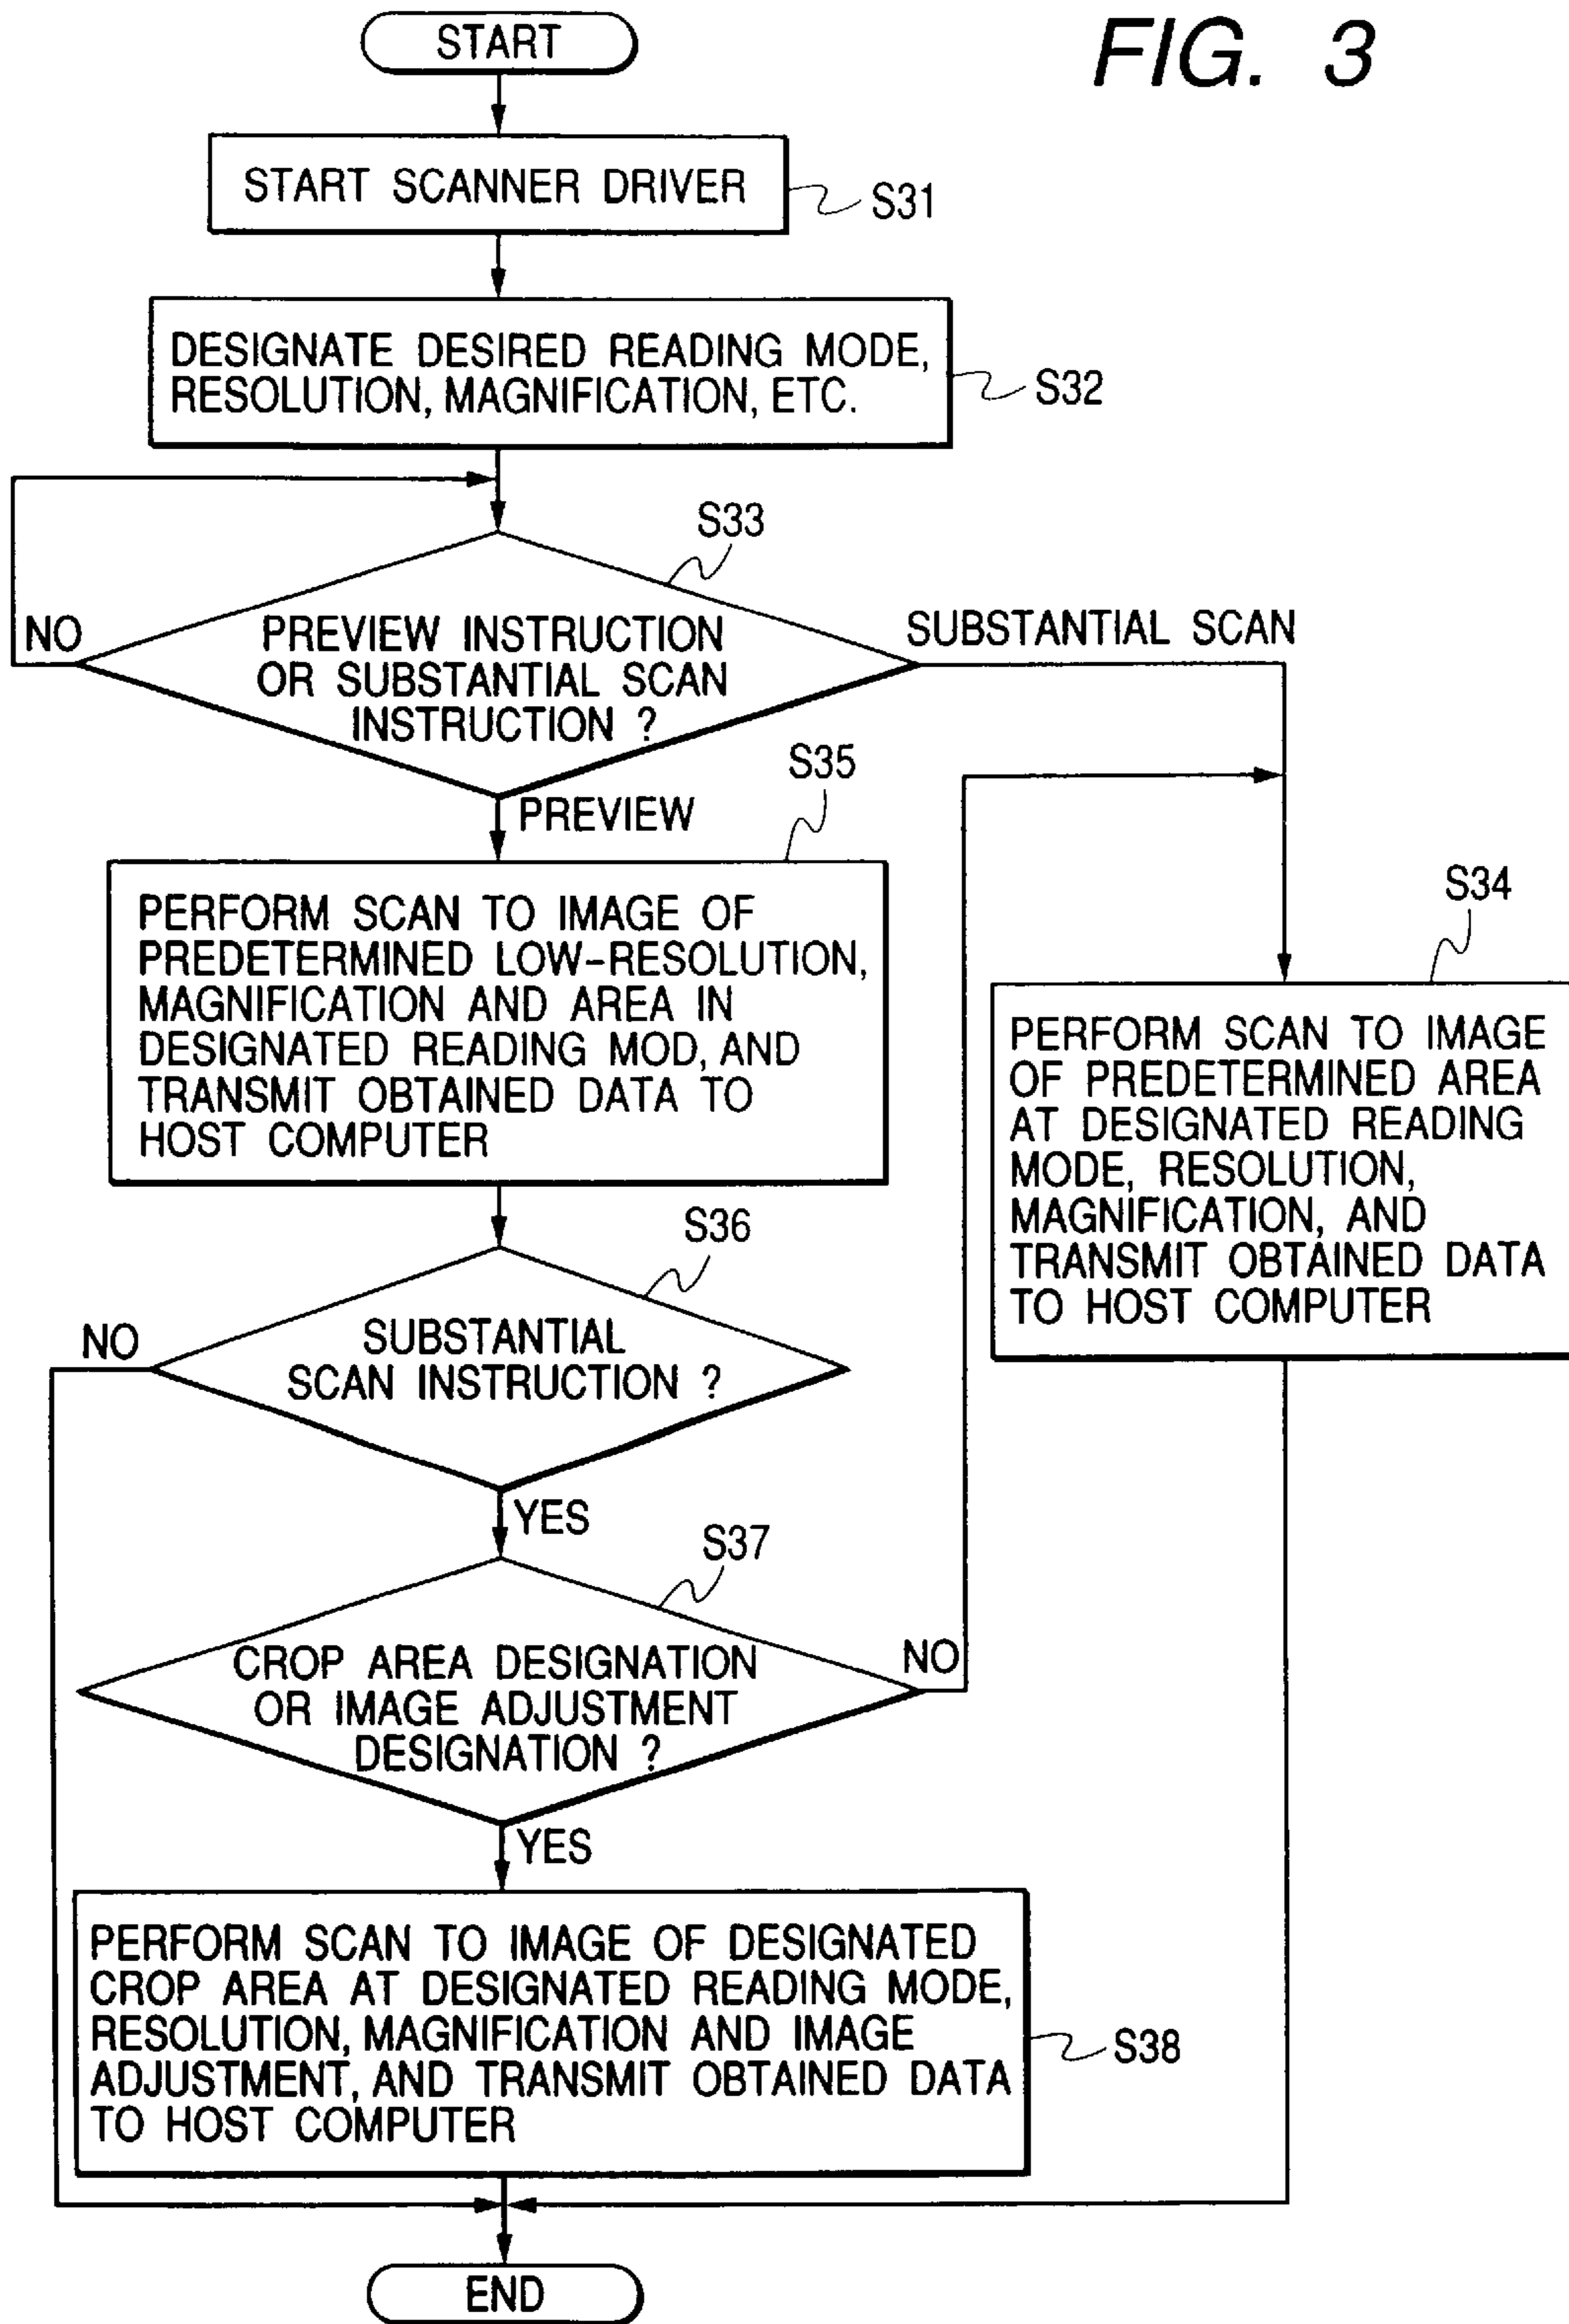 FIG. 3
START
START SCANNER DRIVER
S31
DESIGNATE DESIRED READING MODE,
RESOLUTION, MAGNIFICATION, ETC.
S32
S33
NO
PREVIEW INSTRUCTION
OR SUBSTANTIAL SCAN
INSTRUCTION ?
SUBSTANTIAL SCAN
PREVIEW
S35
PERFORM SCAN TO IMAGE OF
PREDETERMINED LOW-RESOLUTION,
MAGNIFICATION AND AREA IN
DESIGNATED READING MOD, AND
TRANSMIT OBTAINED DATA TO
HOST COMPUTER
S34
PERFORM SCAN TO IMAGE
OF PREDETERMINED AREA
AT DESIGNATED READING
MODE, RESOLUTION,
MAGNIFICATION, AND
TRANSMIT OBTAINED DATA
TO HOST COMPUTER
S36
NO
SUBSTANTIAL
SCAN INSTRUCTION ?
YES
S37
CROP AREA DESIGNATION
OR IMAGE ADJUSTMENT
DESIGNATION ?
NO
YES
PERFORM SCAN TO IMAGE OF DESIGNATED
CROP AREA AT DESIGNATED READING MODE,
RESOLUTION, MAGNIFICATION AND IMAGE
ADJUSTMENT, AND TRANSMIT OBTAINED DATA
TO HOST COMPUTER
S38
END